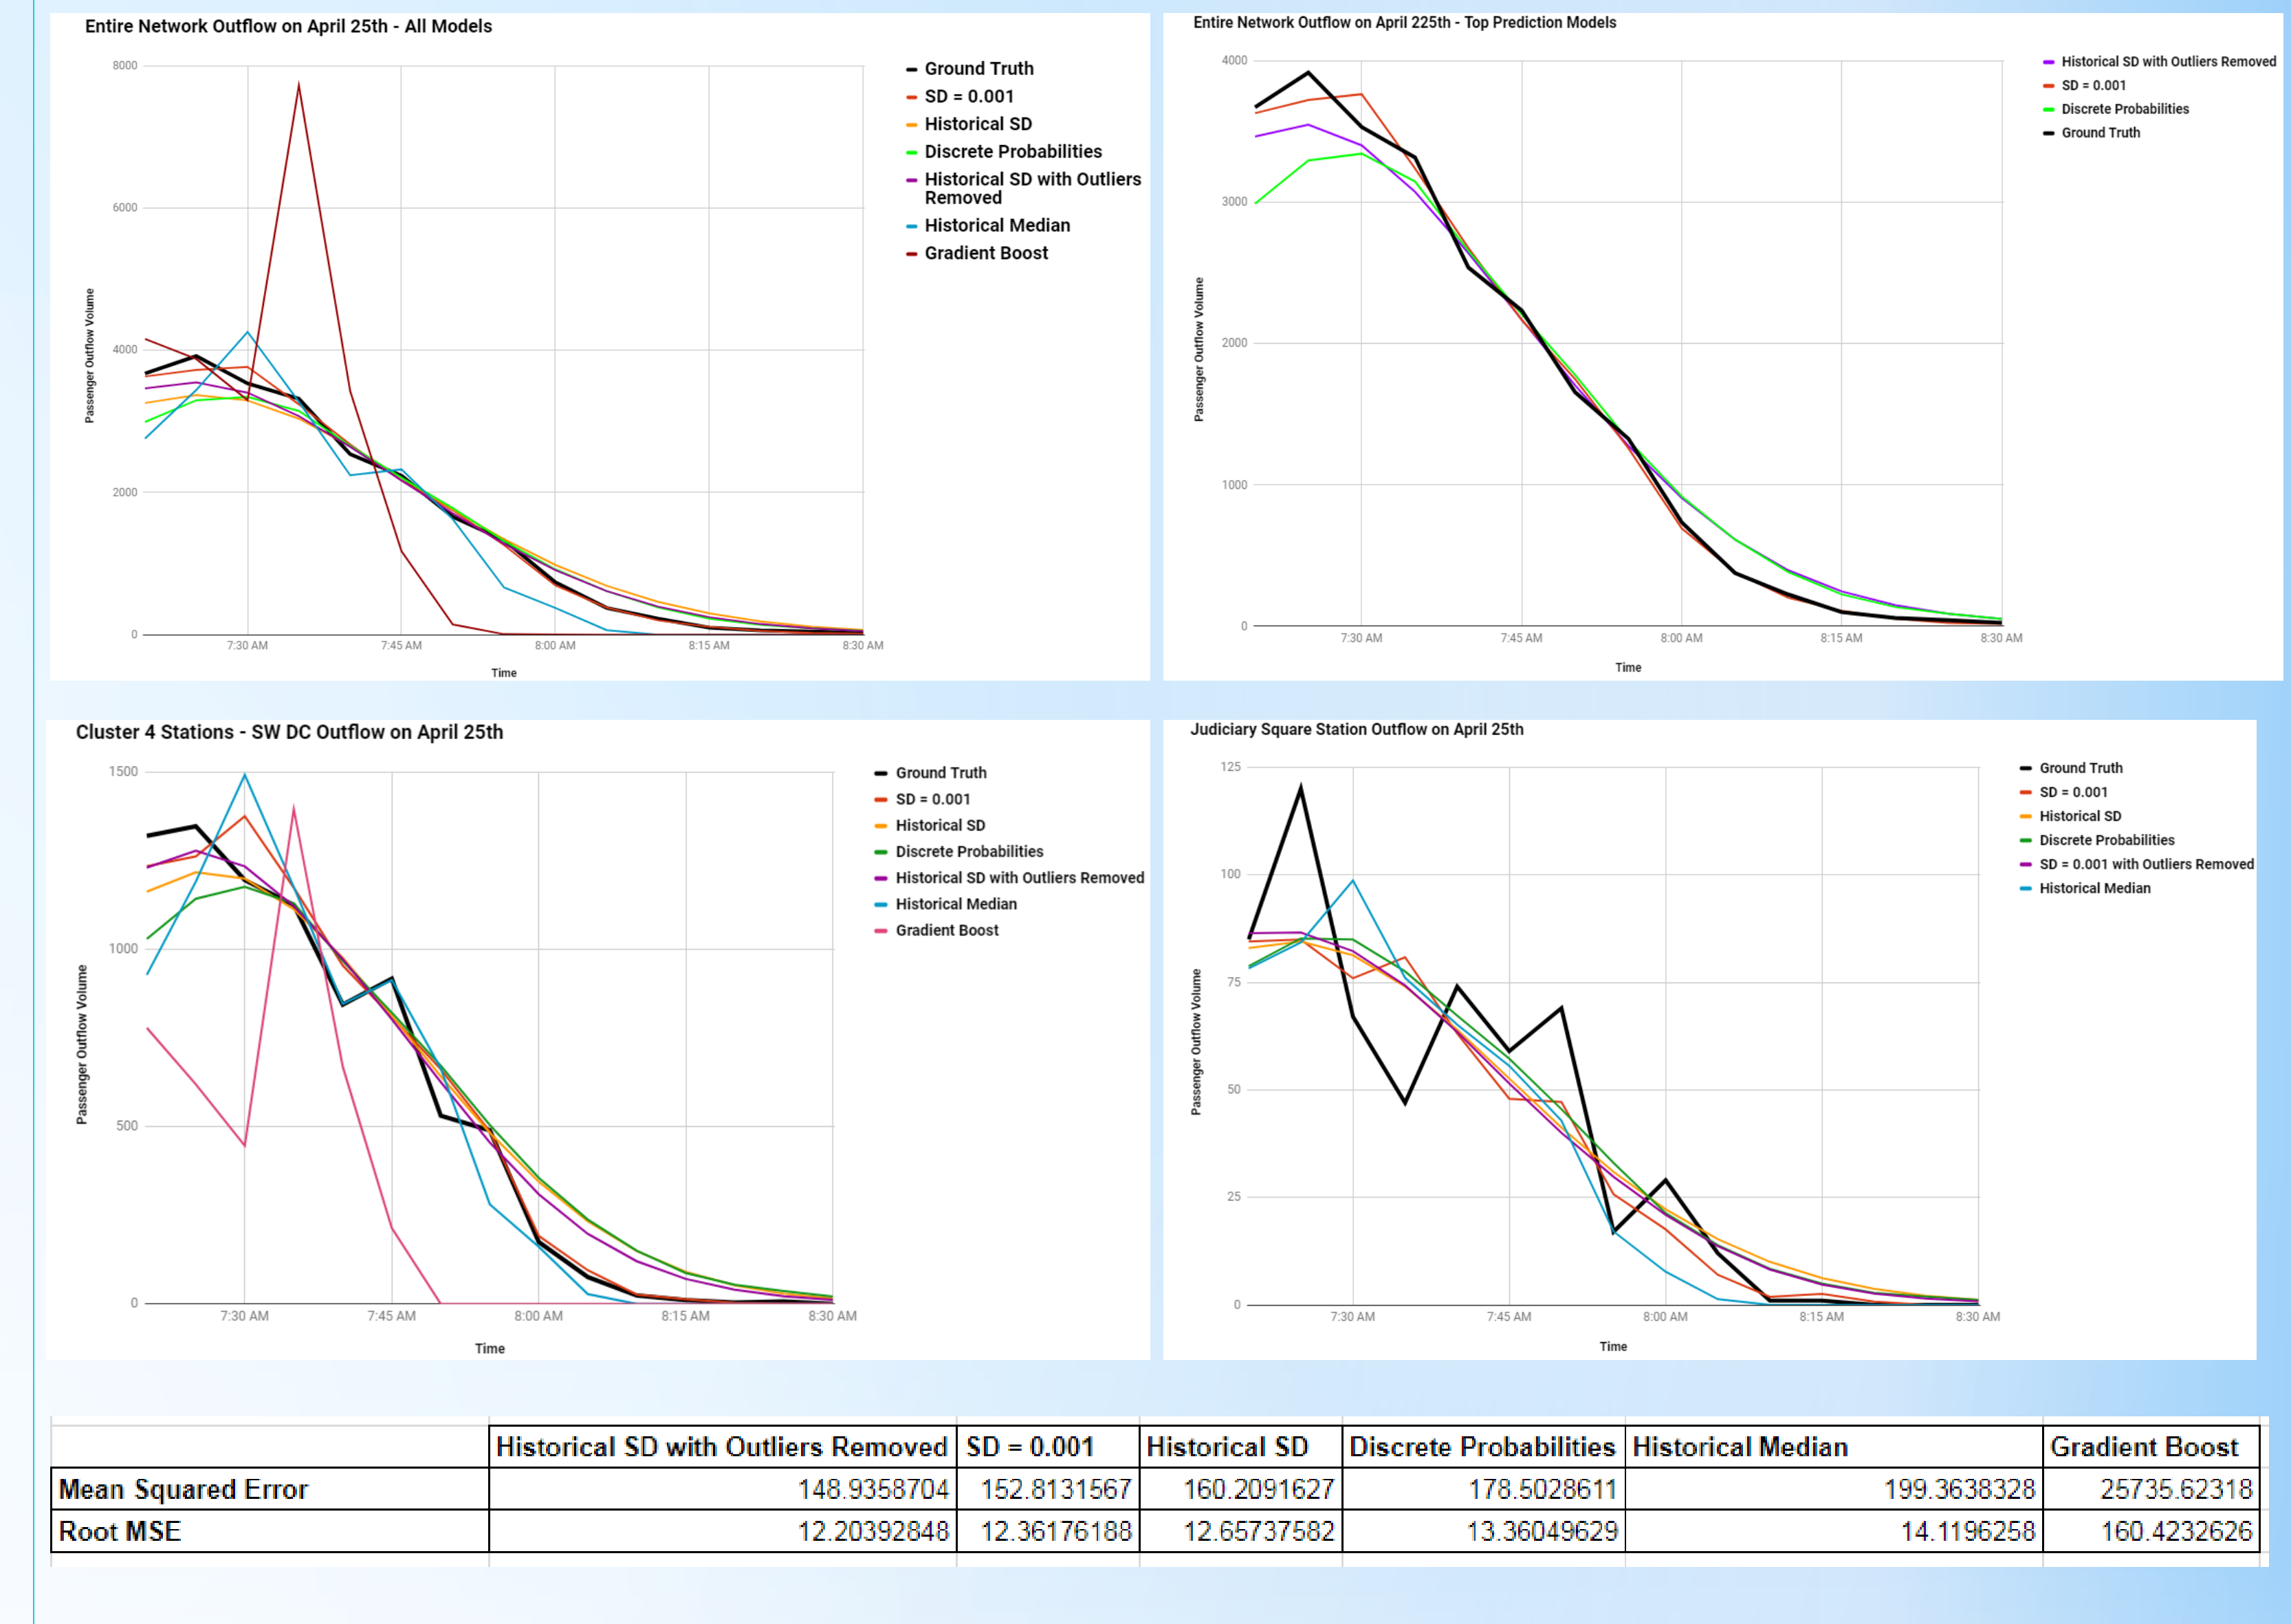 Entire Network Outflow on April 25th - All Models
8000
6000
4000
2000
0
Passenger Outflow Volume
7:30 AM
7:45 AM
8:00 AM
8:15 AM
8:30 AM
Time
Ground Truth
SD = 0.001
Historical SD
Discrete Probabilities
Historical SD with Outliers
Removed
Historical Median
Gradient Boost
Entire Network Outflow on April 225th - Top Prediction Models
4000
3000
2000
1000
0
Passenger Outflow Volume
7:30 AM
7:45 AM
8:00 AM
8:15 AM
8:30 AM
Time
Historical SD with Outliers Removed
SD = 0.001
Discrete Probabilities
Ground Truth
Cluster 4 Stations - SW DC Outflow on April 25th
1500
1000
500
0
Passenger Outflow Volume
7:30 AM
7:45 AM
8:00 AM
8:15 AM
8:30 AM
Time
Ground Truth
SD = 0.001
Historical SD
Discrete Probabilities
Historical SD with Outliers Removed
Historical Median
Gradient Boost
Judiciary Square Station Outflow on April 25th
125
100
75
50
25
0
Passenger Outflow Volume
7:30 AM
7:45 AM
8:00 AM
8:15 AM
8:30 AM
Time
Ground Truth
SD = 0.001
Historical SD
Discrete Probabilities
SD = 0.001 with Outliers Removed
Historical Median
Historical SD with Outliers Removed SD = 0.001 Historical SD Discrete Probabilities Historical Median Gradient Boost
Mean Squared Error 148.9358704 152.8131567 160.2091627 178.5028611 199.3638328 25735.62318
Root MSE 12.20392848 12.36176188 12.65737582 13.36049629 14.1196258 160.4232626